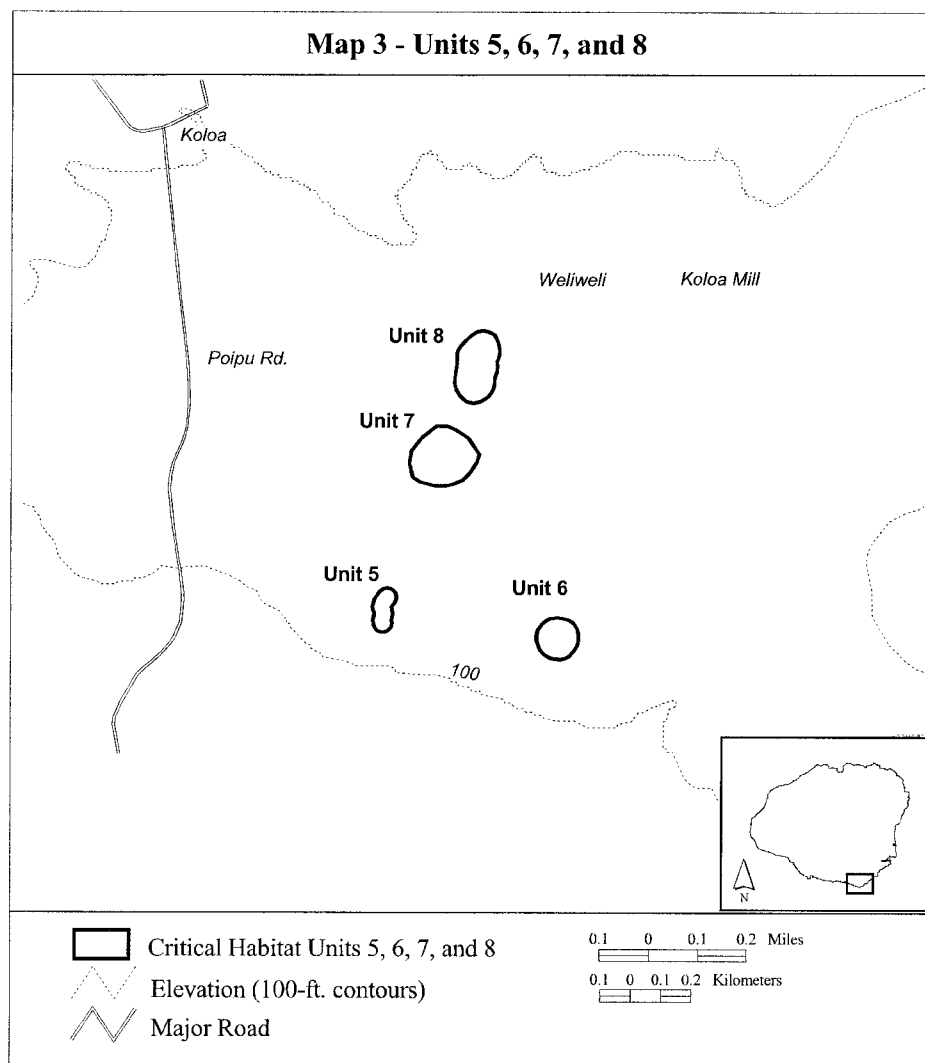 Map 3 - Units 5, 6, 7, and 8
Koloa
Weliweli
Koloa Mill
Unit 8
Poipu Rd.
Unit 7
Unit 5
Unit 6
100
N
Critical Habitat Units 5, 6, 7, and 8
0.1 0 0.1 0.2 Miles
Elevation (100-ft. contours)
0.1 0 0.1 0.2 Kilometers
Major Road